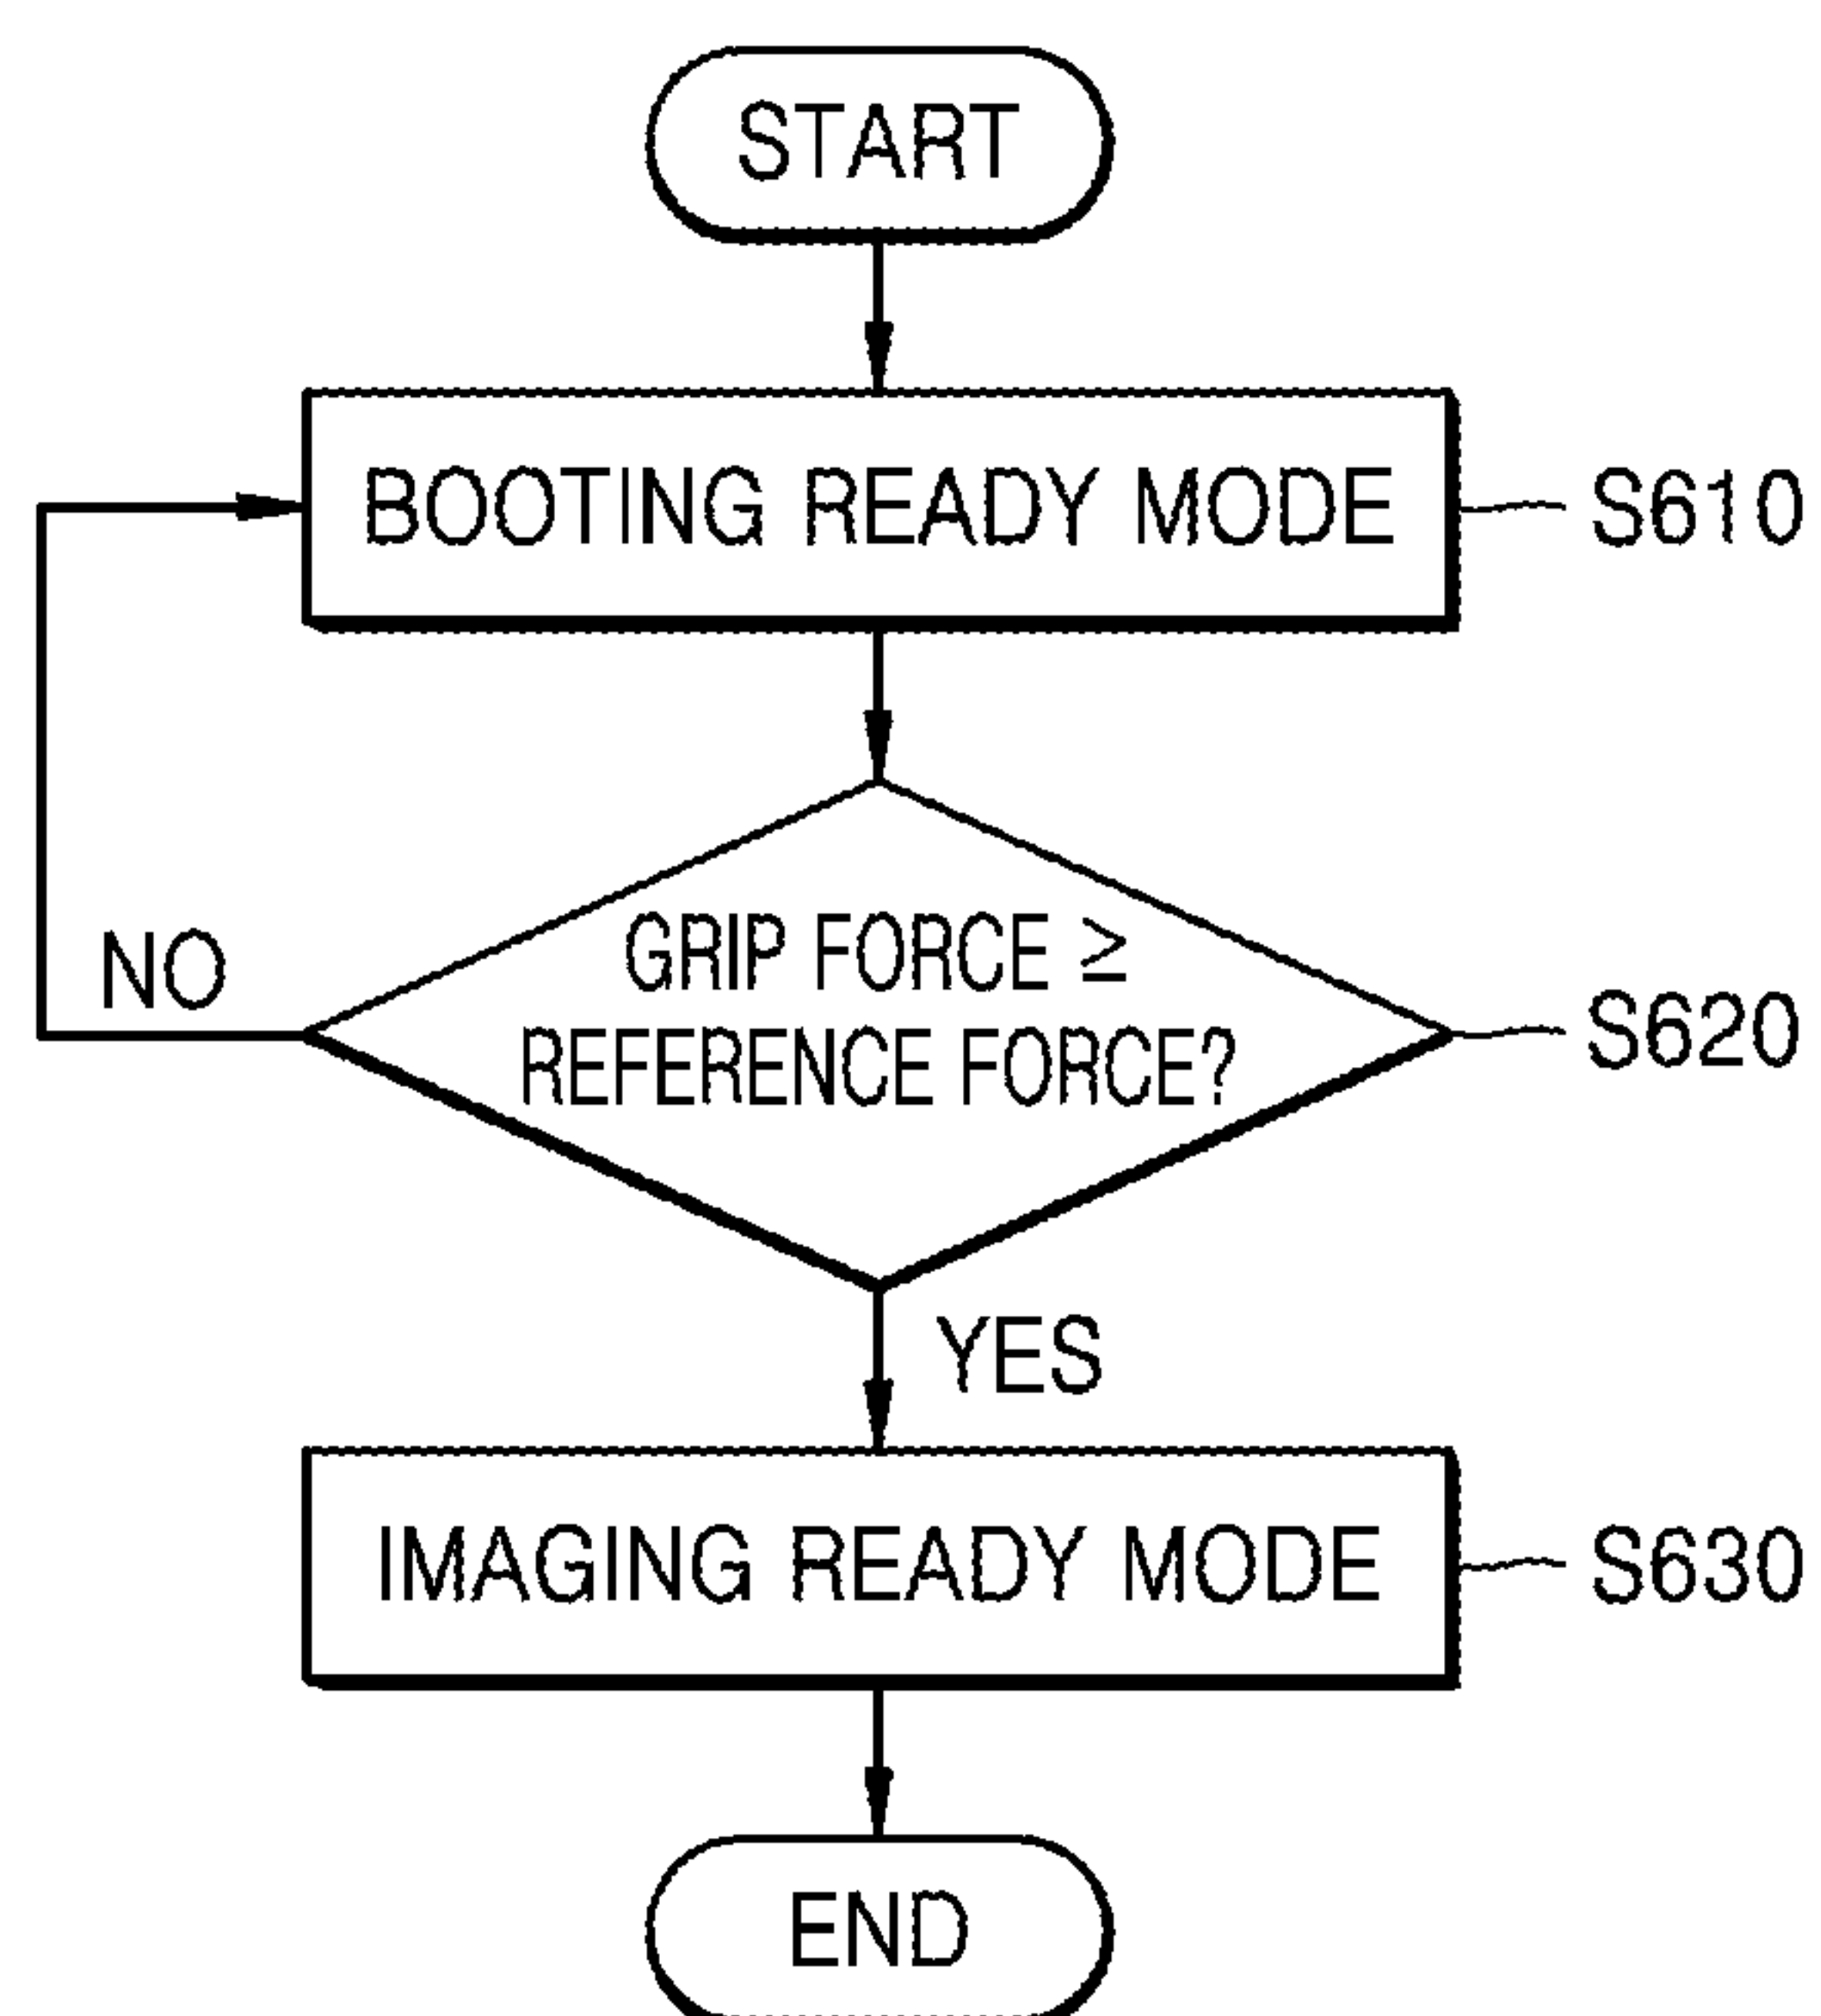 START
BOOTING READY MODE
S610
GRIP FORCE ≥
REFERENCE FORCE?
S620
NO
YES
IMAGING READY MODE
S630
END